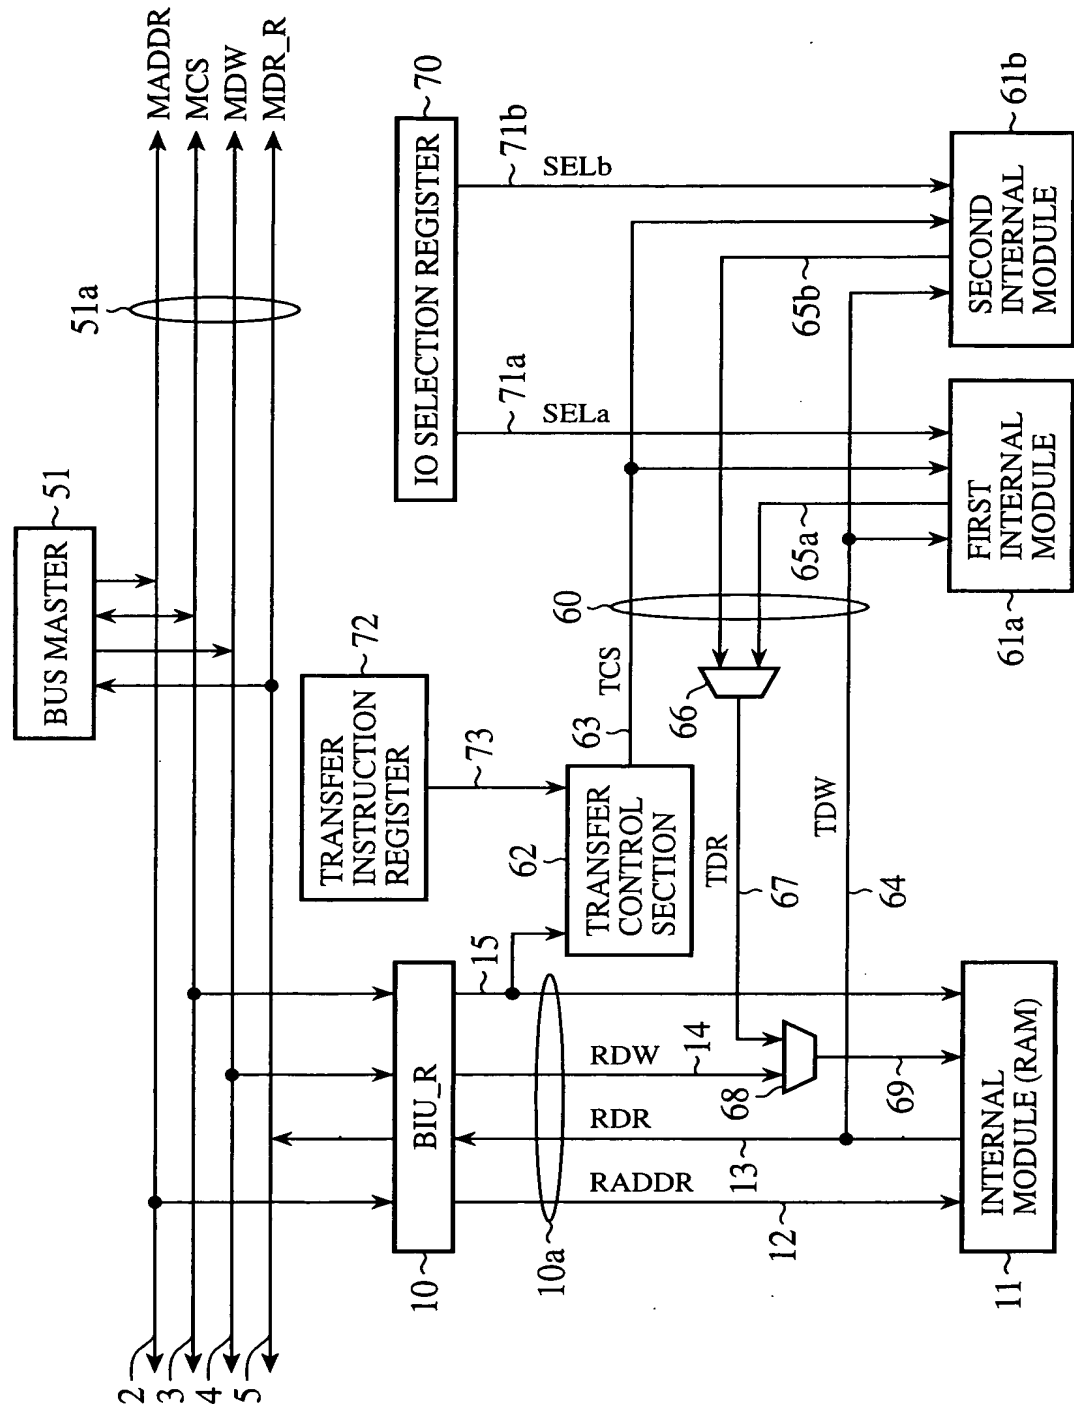 MADDR
MCS
MDW
MDR_R
51a
BUS MASTER
51
2
3
4
5
IO SELECTION REGISTER
70
71a
SELa
71b
SELb
TRANSFER
INSTRUCTION
REGISTER
72
73
TRANSFER
CONTROL
SECTION
62
63
TCS
60
BIU_R
10
15
10a
RADDR
RDR
RDW
12
13
14
TDR
67
66
TDW
64
68
69
65a
65b
INTERNAL
MODULE (RAM)
11
FIRST
INTERNAL
MODULE
61a
SECOND
INTERNAL
MODULE
61b